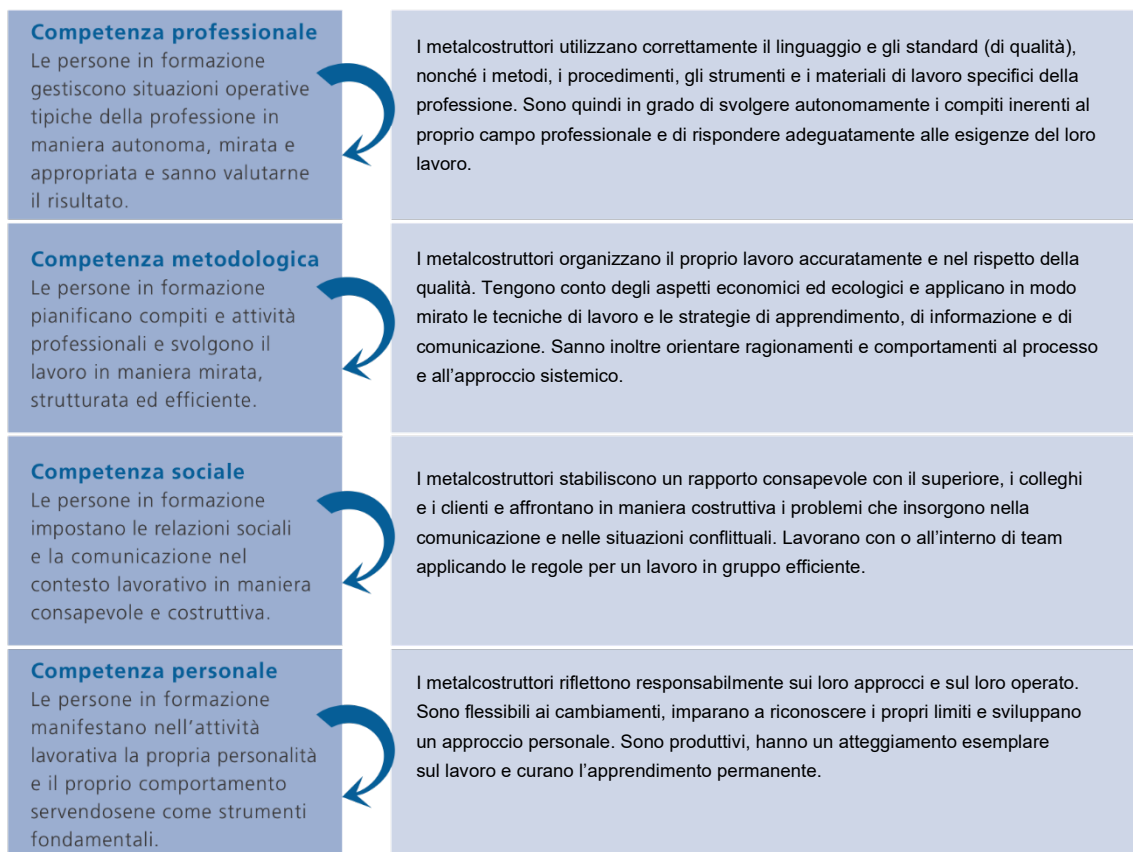 Competenza professionale
Le persone in formazione
gestiscono situazioni operative
tipiche della professione in
maniera autonoma, mirata e
appropriata e sanno valutarne
il risultato.
I metalcostruttori utilizzano correttamente il linguaggio e gli standard (di qualità),
nonché i metodi, i procedimenti, gli strumenti e i materiali di lavoro specifici della
professione. Sono quindi in grado di svolgere autonomamente i compiti inerenti al
proprio campo professionale e di rispondere adeguatamente alle esigenze del loro
lavoro.
Competenza metodologica
Le persone in formazione
pianificano compiti e attività
professionali e svolgono il
lavoro in maniera mirata,
strutturata ed efficiente.
I metalcostruttori organizzano il proprio lavoro accuratamente e nel rispetto della
qualità. Tengono conto degli aspetti economici ed ecologici e applicano in modo
mirato le tecniche di lavoro e le strategie di apprendimento, di informazione e di
comunicazione. Sanno inoltre orientare ragionamenti e comportamenti al processo
e all’approccio sistemico.
Competenza sociale
Le persone in formazione
impostano le relazioni sociali
e la comunicazione nel
contesto lavorativo in maniera
consapevole e costruttiva.
I metalcostruttori stabiliscono un rapporto consapevole con il superiore, i colleghi
e i clienti e affrontano in maniera costruttiva i problemi che insorgono nella
comunicazione e nelle situazioni conflittuali. Lavorano con o all’interno di team
applicando le regole per un lavoro in gruppo efficiente.
Competenza personale
Le persone in formazione
manifestano nell’attività
lavorativa la propria personalità
e il proprio comportamento
servendosene come strumenti
fondamentali.
I metalcostruttori riflettono responsabilmente sui loro approcci e sul loro operato.
Sono flessibili ai cambiamenti, imparano a riconoscere i propri limiti e sviluppano
un approccio personale. Sono produttivi, hanno un atteggiamento esemplare
sul lavoro e curano l’apprendimento permanente.